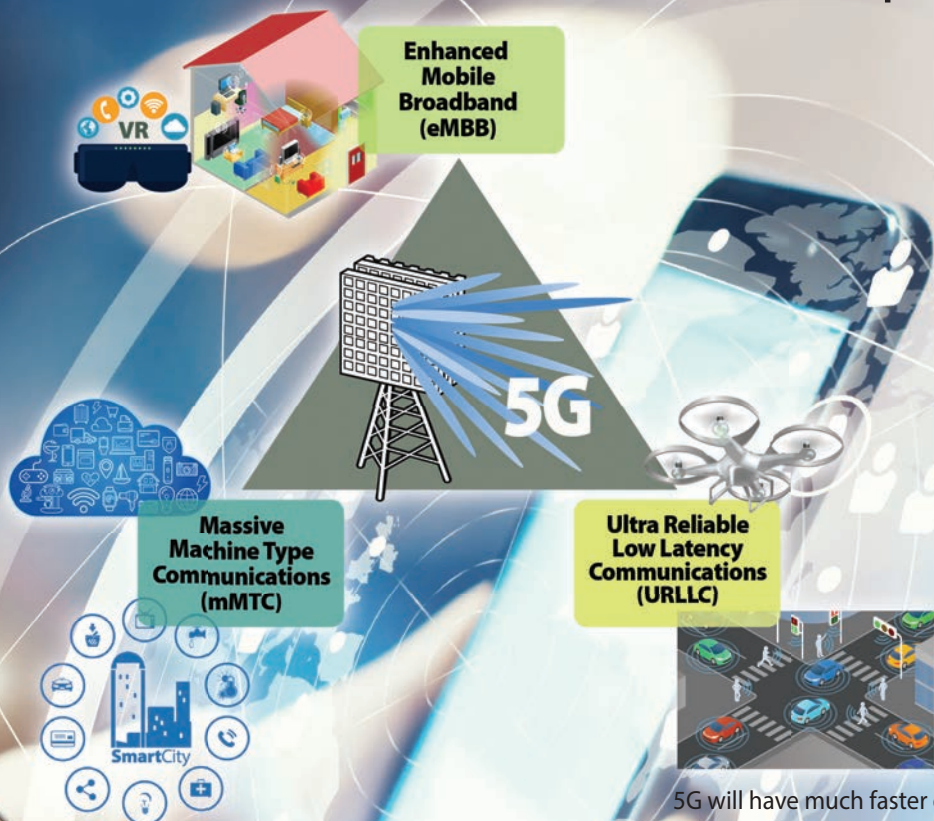 Enhanced
Mobile
Broadband
(eMBB)
VR
5G
Massive
Machine Type
Communications
(mMTC)
Ultra Reliable
Low Latency
Communications
(URLLC)
SmartCity
5G will have much faster